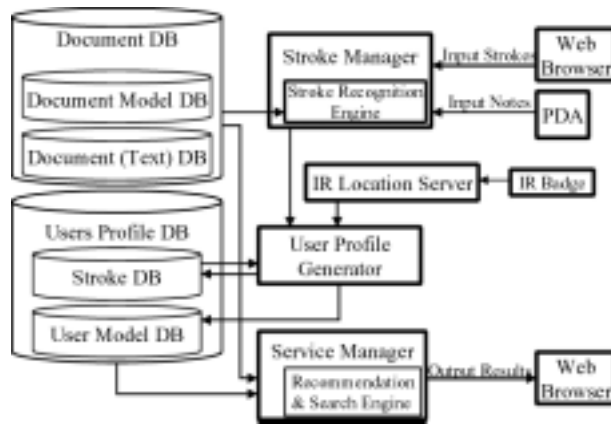 Document DB
Document Model DB
Document (Text) DB
Users Profile DB
Stroke DB
User Model DB
Stroke Manager
Stroke Recognition
Engine
Input Strokes
Web
Browser
Input Notes
PDA
IR Location Server
IR Badge
User Profile
Generator
Service Manager
Recommendation
& Search Engine
Output Results
Web
Browser